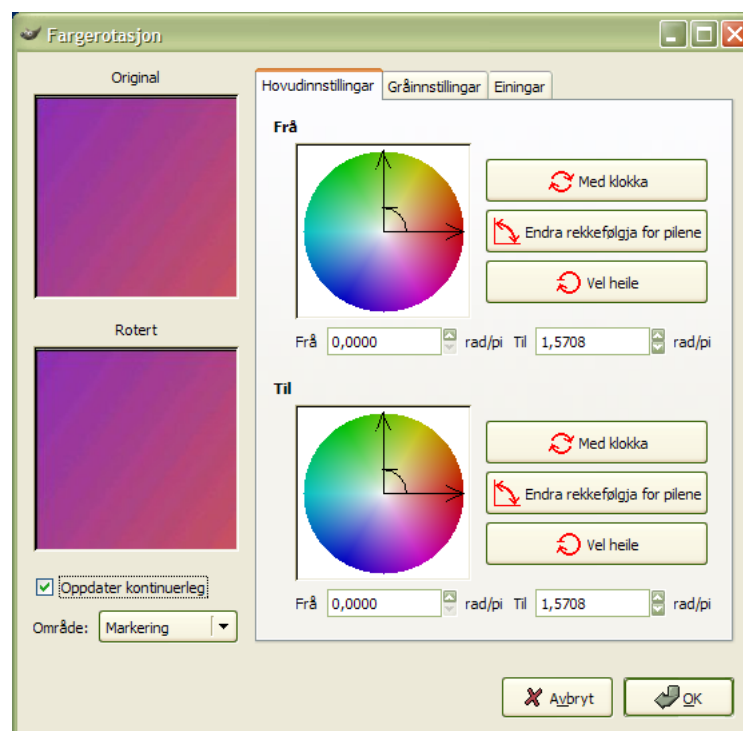 Fargerotasjon
Original
Rotert
Oppdater kontinuerleg
Område: Markering
Hovudinnstillingar Gråinnstillingar Einingar
Frå
Med klokka
Endra rekkefølgja for pilene
Vel heile
Frå 0,0000 rad/pi Til 1,5708 rad/pi
Til
Med klokka
Endra rekkefølgja for pilene
Vel heile
Frå 0,0000 rad/pi Til 1,5708 rad/pi
Avbryt OK